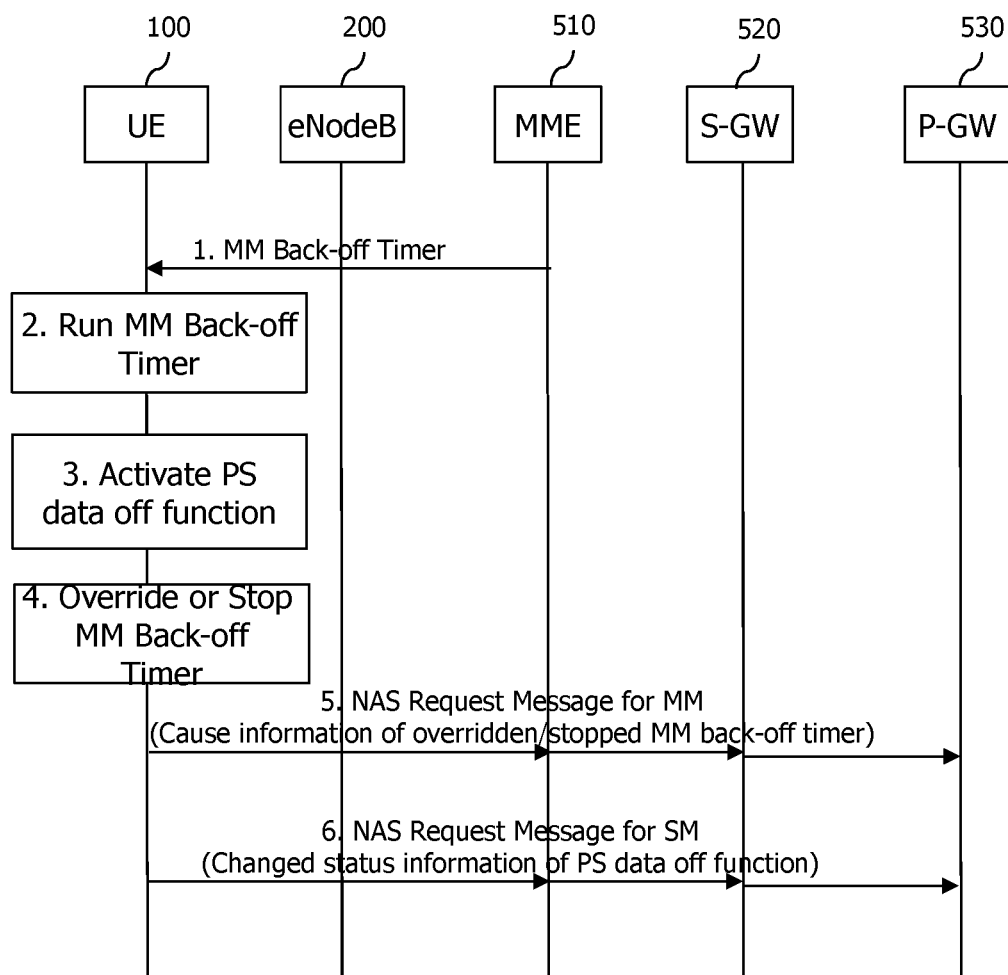 100
200
510
520
530
UE
eNodeB
MME
S-GW
P-GW
1. MM Back-off Timer
2. Run MM Back-off
Timer
3. Activate PS
data off function
4. Override or Stop
MM Back-off
Timer
5. NAS Request Message for MM
(Cause information of overridden/stopped MM back-off timer)
6. NAS Request Message for SM
(Changed status information of PS data off function)